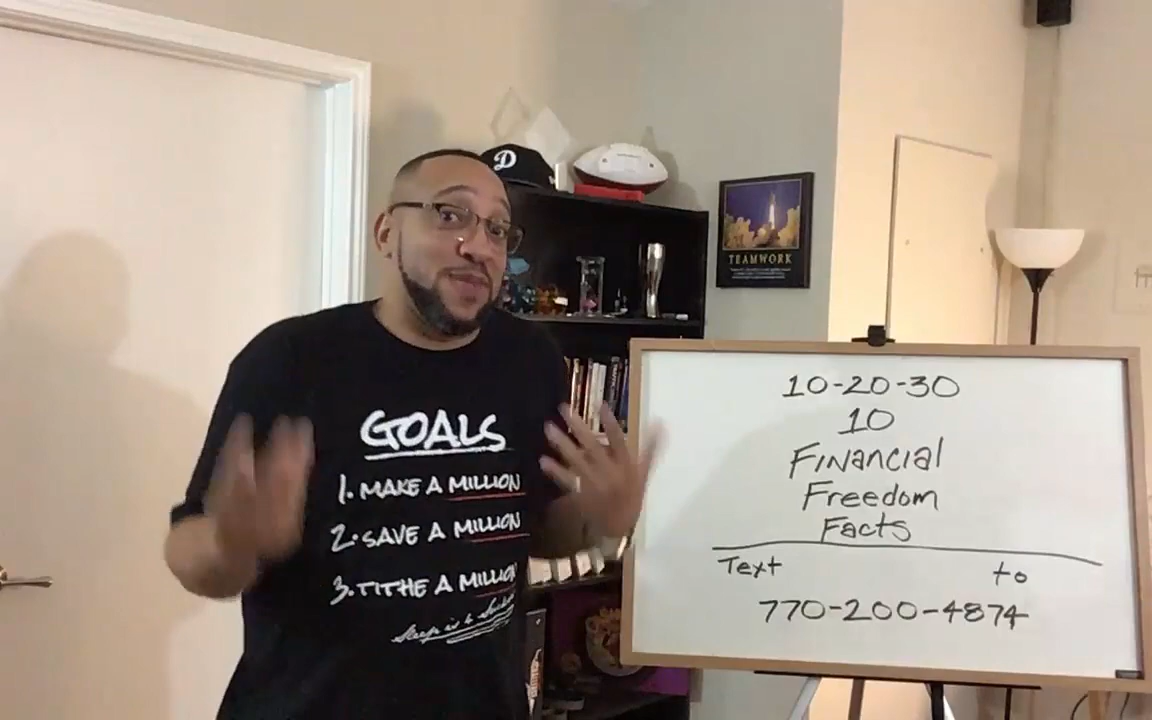 D
TEAMWORK
GOALS
1. MAKE A MILLION
2. SAVE A MILLION
3. TITHE A MILLION
10-20-30
10
Financial
Freedom
Facts
Text to
770-200-4874